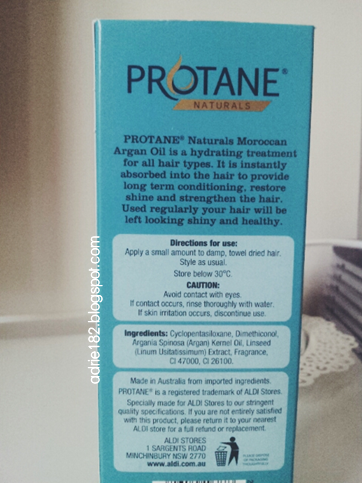 PROTANE®
NATURALS
PROTANE® Naturals Moroccan
Argan Oil is a hydrating treatment
for all hair types. It is instantly
absorbed into the hair to provide
long term conditioning, restore
shine and strengthen the hair.
Used regularly your hair will be
left looking shiny and healthy.
Directions for use:
Apply a small amount to damp, towel dried hair.
Style as usual.
Store below 30°C.
CAUTION:
Avoid contact with eyes.
If contact occurs, rinse thoroughly with water.
If skin irritation occurs, discontinue use.
Ingredients: Cyclopentasiloxane, Dimethiconol,
Argania Spinosa (Argan) Kernel Oil, Linseed
(Linum Usitatissimum) Extract, Fragrance,
CI 47000, CI 26100.
Made in Australia from imported ingredients.
PROTANE® is a registered trademark of ALDI Stores.
Specially made for ALDI Stores to our stringent
quality specifications. If you are not entirely satisfied
with this product, please return it to your nearest
ALDI store for a full refund or replacement.
ALDI STORES
1 SARGENTS ROAD
MINCHINBURY NSW 2770
www.aldi.com.au
adrie182.blogspot.com